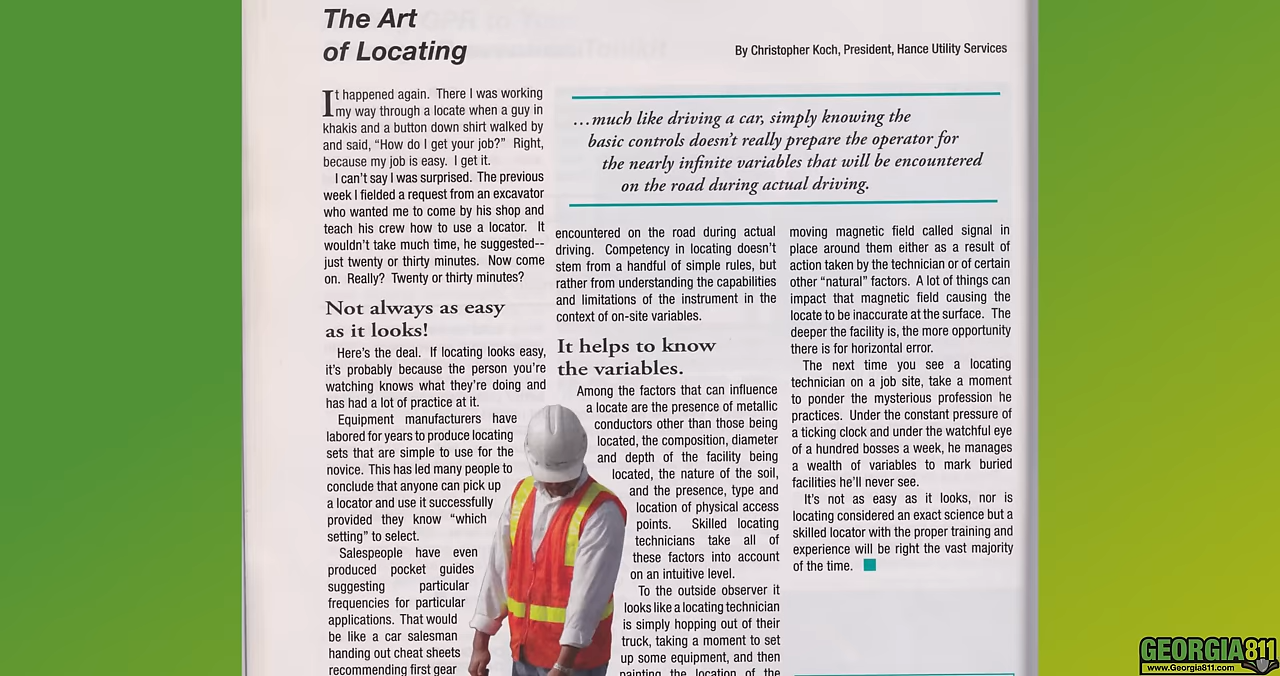 The Art
of Locating
By Christopher Koch, President, Hance Utility Services
It happened again. There I was working
my way through a locate when a guy in
khakis and a button down shirt walked by
and said, “How do I get your job?” Right,
because my job is easy. I get it.
I can’t say I was surprised. The previous
week I fielded a request from an excavator
who wanted me to come by his shop and
teach his crew how to use a locator. It
wouldn’t take much time, he suggested--
just twenty or thirty minutes. Now come
on. Really? Twenty or thirty minutes?
Not always as easy
as it looks!
Here’s the deal. If locating looks easy,
it’s probably because the person you’re
watching knows what they’re doing and
has had a lot of practice at it.
Equipment manufacturers have
labored for years to produce locating
sets that are simple to use for the
novice. This has led many people to
conclude that anyone can pick up
a locator and use it successfully
provided they know “which
setting” to select.
Salespeople have even
produced pocket guides
suggesting particular
frequencies for particular
applications. That would
be like a car salesman
handing out cheat sheets
recommending first gear
…much like driving a car, simply knowing the
basic controls doesn’t really prepare the operator for
the nearly infinite variables that will be encountered
on the road during actual driving.
encountered on the road during actual
driving. Competency in locating doesn’t
stem from a handful of simple rules, but
rather from understanding the capabilities
and limitations of the instrument in the
context of on-site variables.
It helps to know
the variables.
Among the factors that can influence
a locate are the presence of metallic
conductors other than those being
located, the composition, diameter
and depth of the facility being
located, the nature of the soil,
and the presence, type and
location of physical access
points. Skilled locating
technicians take all of
these factors into account
on an intuitive level.
To the outside observer it
looks like a locating technician
is simply hopping out of their
truck, taking a moment to set
up some equipment, and then
painting the location of the
moving magnetic field called signal in
place around them either as a result of
action taken by the technician or of certain
other “natural” factors. A lot of things can
impact that magnetic field causing the
locate to be inaccurate at the surface. The
deeper the facility is, the more opportunity
there is for horizontal error.
The next time you see a locating
technician on a job site, take a moment
to ponder the mysterious profession he
practices. Under the constant pressure of
a ticking clock and under the watchful eye
of a hundred bosses a week, he manages
a wealth of variables to mark buried
facilities he’ll never see.
It’s not as easy as it looks, nor is
locating considered an exact science but a
skilled locator with the proper training and
experience will be right the vast majority
of the time.
GEORGIA811
www.Georgia811.com